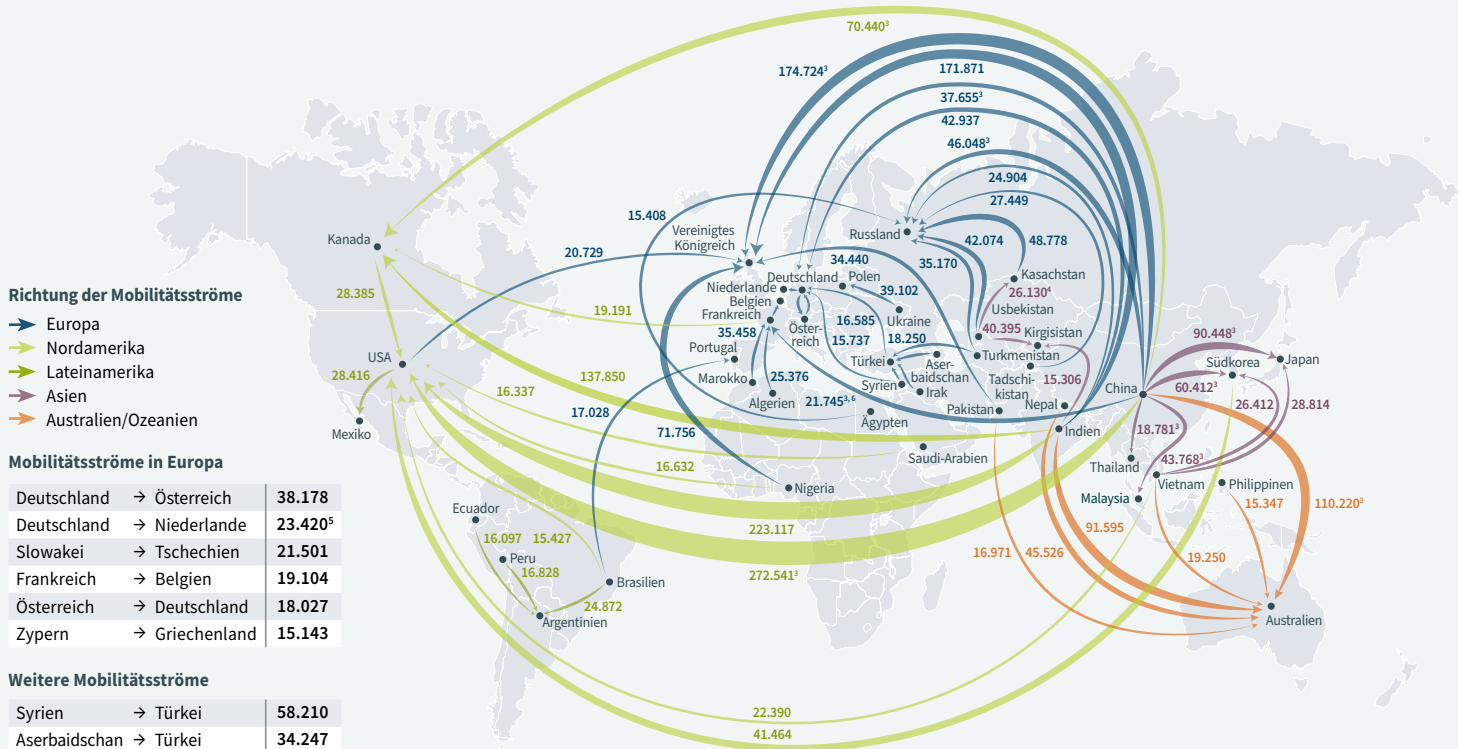 70.440³
174.724³
171.871
37.655³
42.937
46.048³
24.904
27.449
15.408
20.729
Vereinigtes
Königreich
Russland
42.074
48.778
35.170
34.440
Kanada
28.385
19.191
Deutschland
Polen
Niederlande
Belgien
Frankreich
39.102
Kasachstan
26.130⁴
Usbekistan
Richtung der Mobilitätsströme
Europa
Nordamerika
Lateinamerika
Asien
Australien/Ozeanien
35.458
Öster-
reich
16.585
15.737
Ukraine
18.250
40.395
Kirgisistan
90.448³
USA
28.416
Portugal
Marokko
Türkei
Aser-
baidschan
Turkmenistan
Tadschi-
kistan
15.306
Südkorea
Japan
16.337
137.850
25.376
Algerien
Syrien
Irak
21.745³,⁶
Ägypten
Pakistan
Nepal
China
60.412³
26.412
28.814
Mexiko
17.028
71.756
Indien
18.781³
Saudi-Arabien
16.632
43.768³
Thailand
Vietnam
Philippinen
Malaysia
Nigeria
Mobilitätsströme in Europa
Deutschland → Österreich 38.178
Deutschland → Niederlande 23.420⁵
Slowakei → Tschechien 21.501
Frankreich → Belgien 19.104
Österreich → Deutschland 18.027
Zypern → Griechenland 15.143
Ecuador
16.097
15.427
Peru
16.828
Brasilien
24.872
Argentinien
223.117
272.541³
91.595
15.347
110.220³
16.971
45.526
19.250
Australien
Weitere Mobilitätsströme
Syrien → Türkei 58.210
Aserbaidschan → Türkei 34.247
22.390
41.464